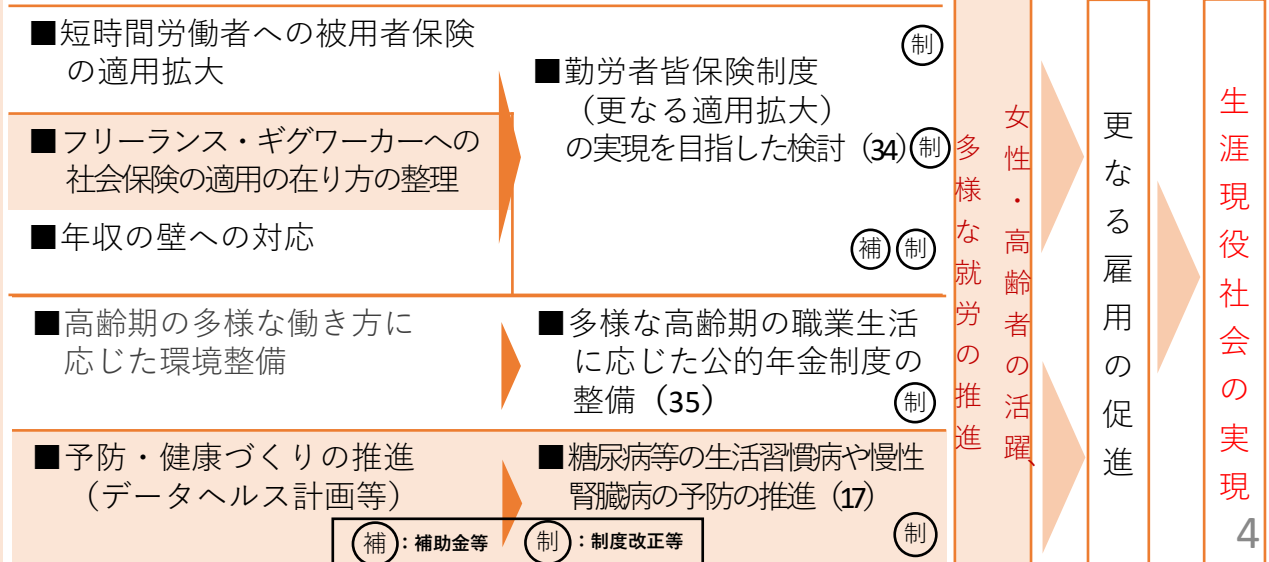 ■短時間労働者への被用者保険
の適用拡大
■フリーランス・ギグワーカーへの
社会保険の適用の在り方の整理
■年収の壁への対応
制
■勤労者皆保険制度
（更なる適用拡大）
の実現を目指した検討（34）制
補 制
■高齢期の多様な働き方に
応じた環境整備
■多様な高齢期の職業生活
に応じた公的年金制度の
整備（35）
制
■予防・健康づくりの推進
（データヘルス計画等）
■糖尿病等の生活習慣病や慢性
腎臓病の予防の推進（17）
制
補：補助金等 制：制度改正等
女性・高齢者の活躍、
多様な就労の推進
更なる雇用の促進
生涯現役社会の実現
4